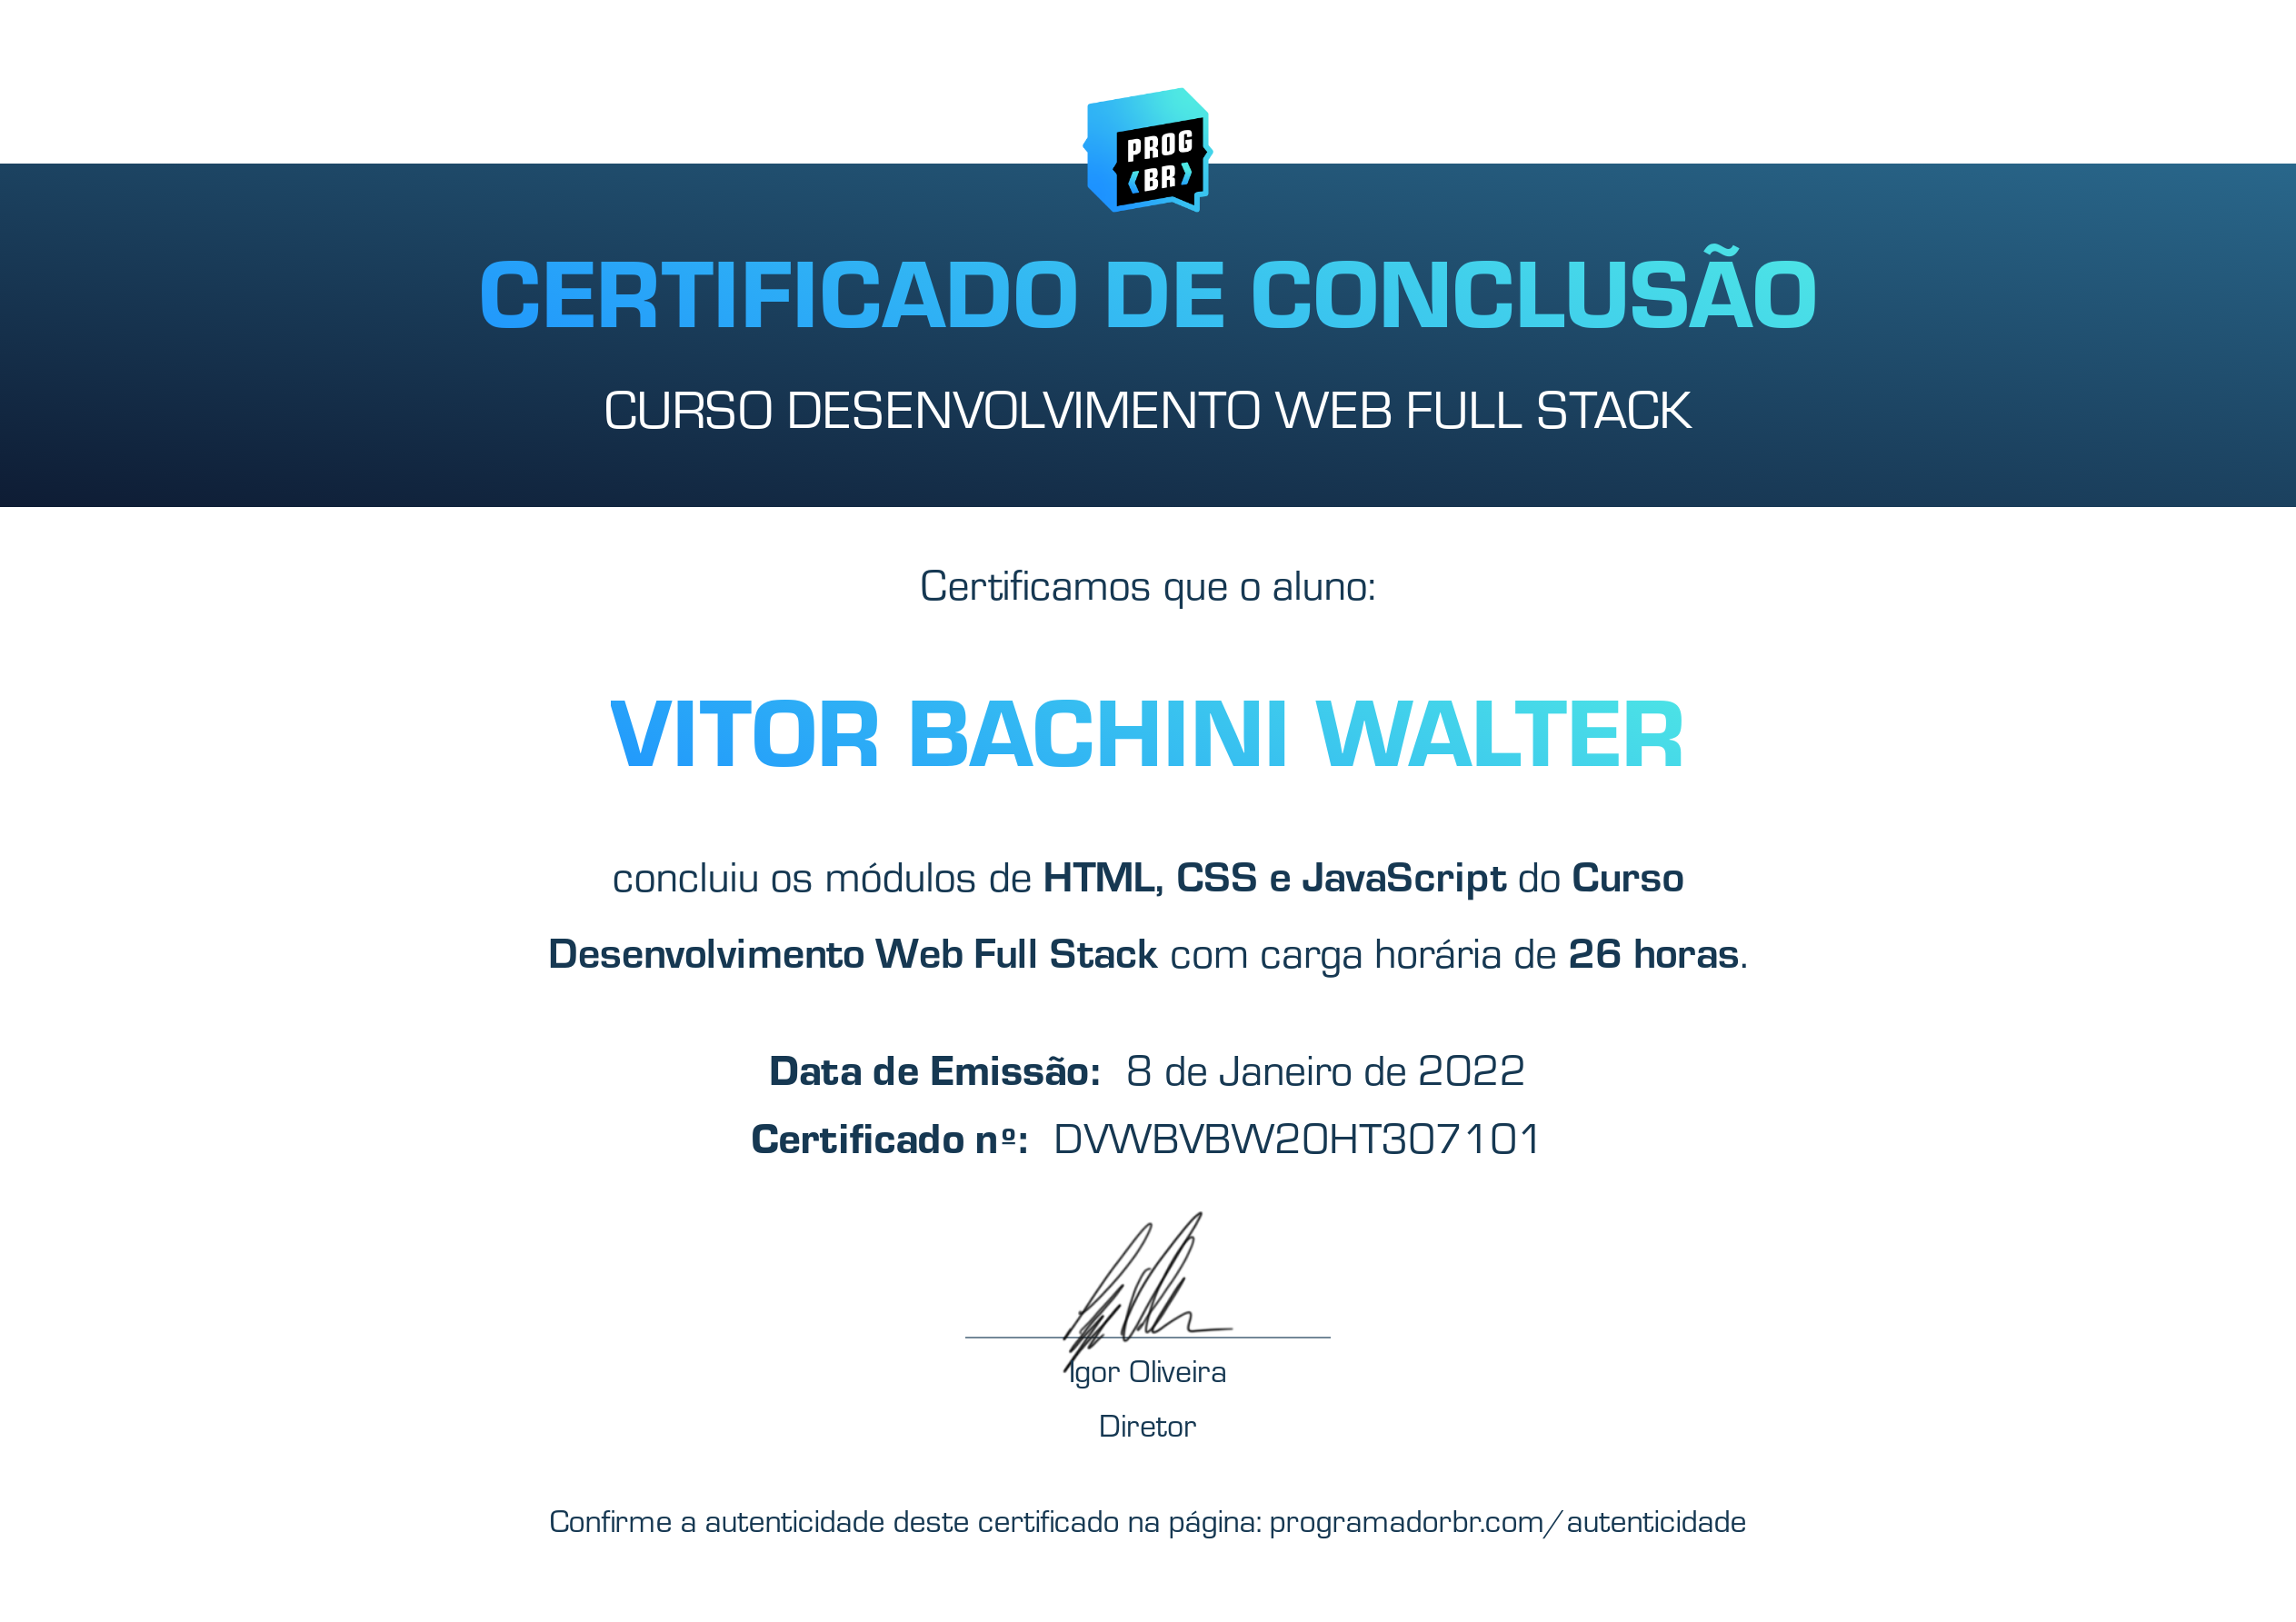 PROG
BR
CERTIFICADO DE CONCLUSÃO
CURSO DESENVOLVIMENTO WEB FULL STACK
Certificamos que o aluno:
VITOR BACHINI WALTER
concluiu os módulos de HTML, CSS e JavaScript do Curso
Desenvolvimento Web Full Stack com carga horária de 26 horas.
Data de Emissão: 8 de Janeiro de 2022
Certificado nº: DVWBVBW20HT307101
Igor Oliveira
Diretor
Confirme a autenticidade deste certificado na página: programadorbr.com/autenticidade